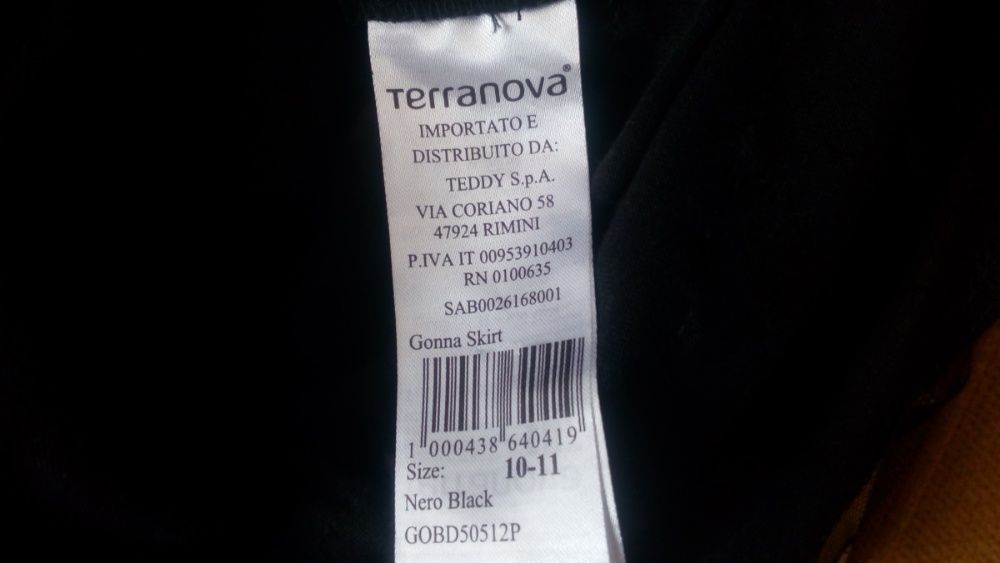 Terranova®
IMPORTATO E
DISTRIBUITO DA:
TEDDY S.p.A.
VIA CORIANO 58
47924 RIMINI
P.IVA IT 00953910403
RN 0100635
SAB0026168001
Gonna Skirt
1 000438 640419
Size: 10-11
Nero Black
GOBD50512P